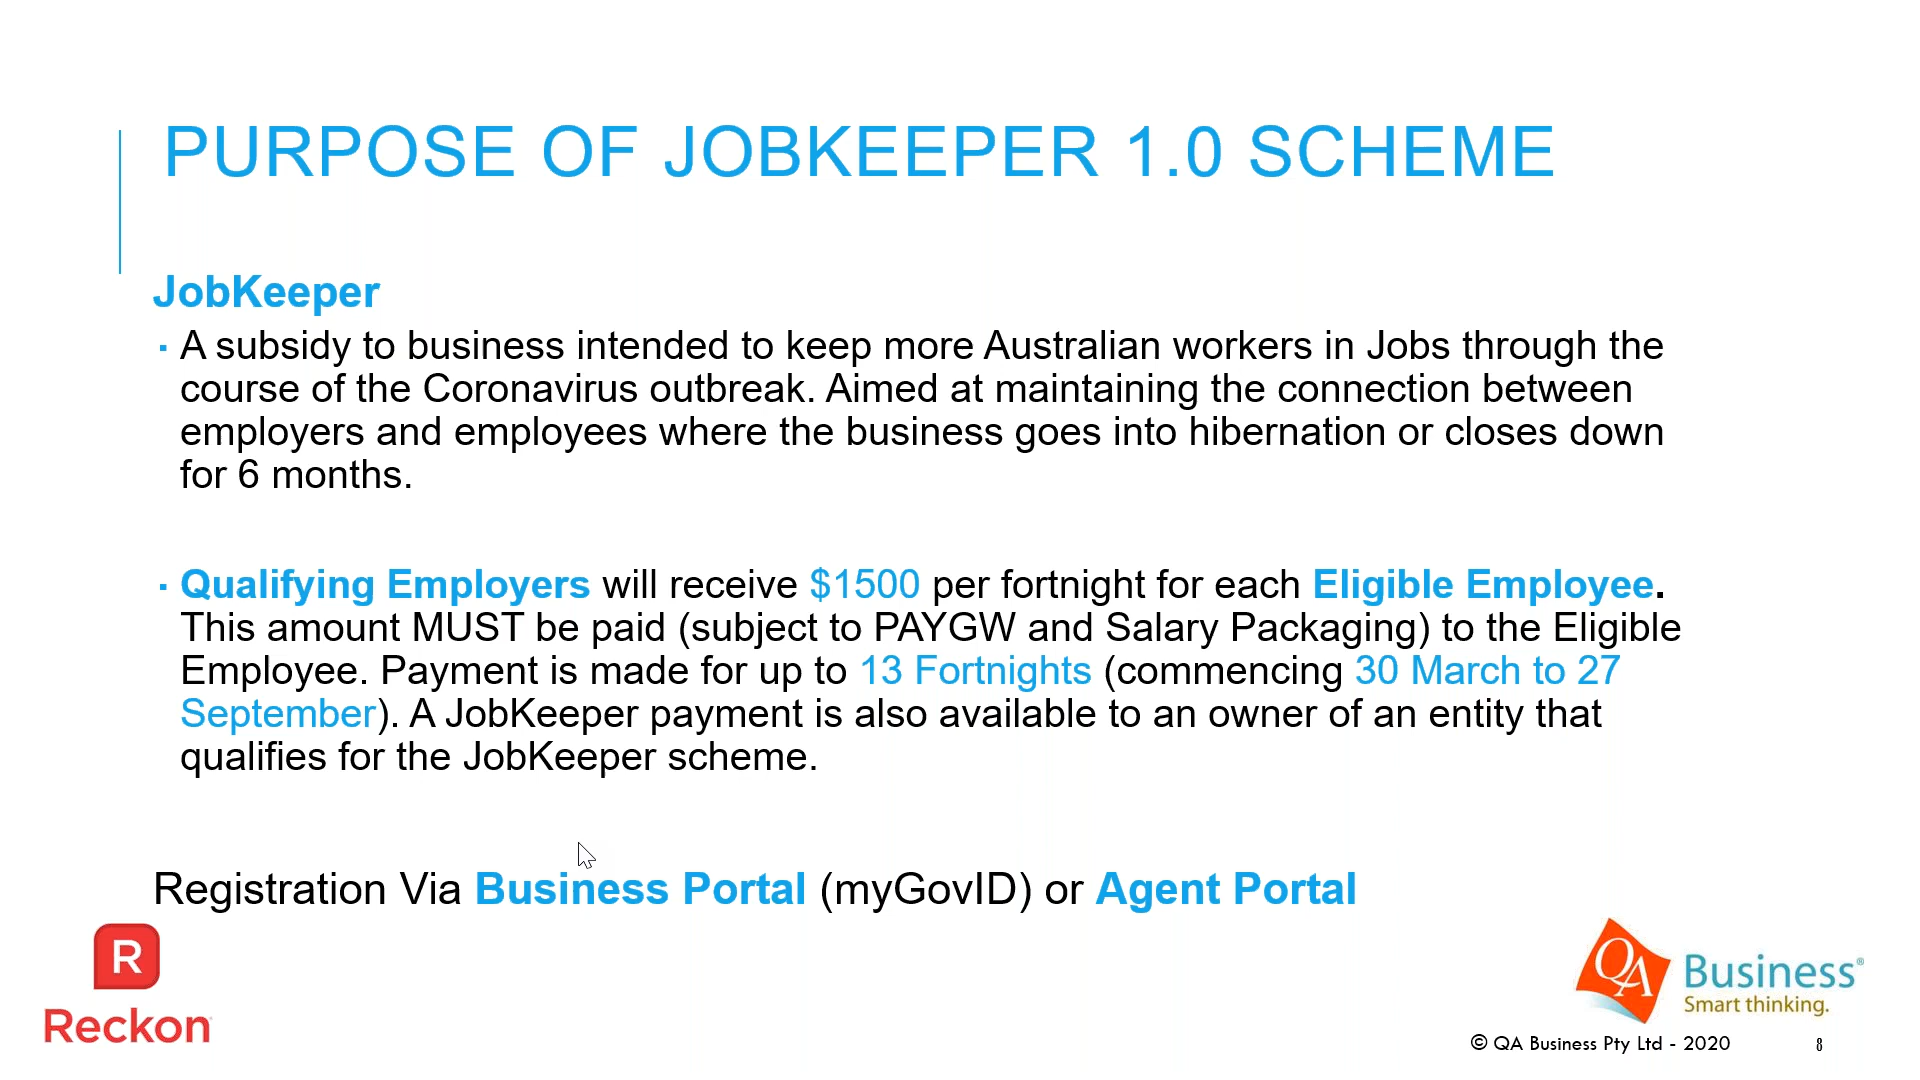 PURPOSE OF JOBKEEPER 1.0 SCHEME
JobKeeper
▪ A subsidy to business intended to keep more Australian workers in Jobs through the
course of the Coronavirus outbreak. Aimed at maintaining the connection between
employers and employees where the business goes into hibernation or closes down
for 6 months.
▪ Qualifying Employers will receive $1500 per fortnight for each Eligible Employee.
This amount MUST be paid (subject to PAYGW and Salary Packaging) to the Eligible
Employee. Payment is made for up to 13 Fortnights (commencing 30 March to 27
September). A JobKeeper payment is also available to an owner of an entity that
qualifies for the JobKeeper scheme.
Registration Via Business Portal (myGovID) or Agent Portal
R
Reckon
QA Business®
Smart thinking.
© QA Business Pty Ltd - 2020
8